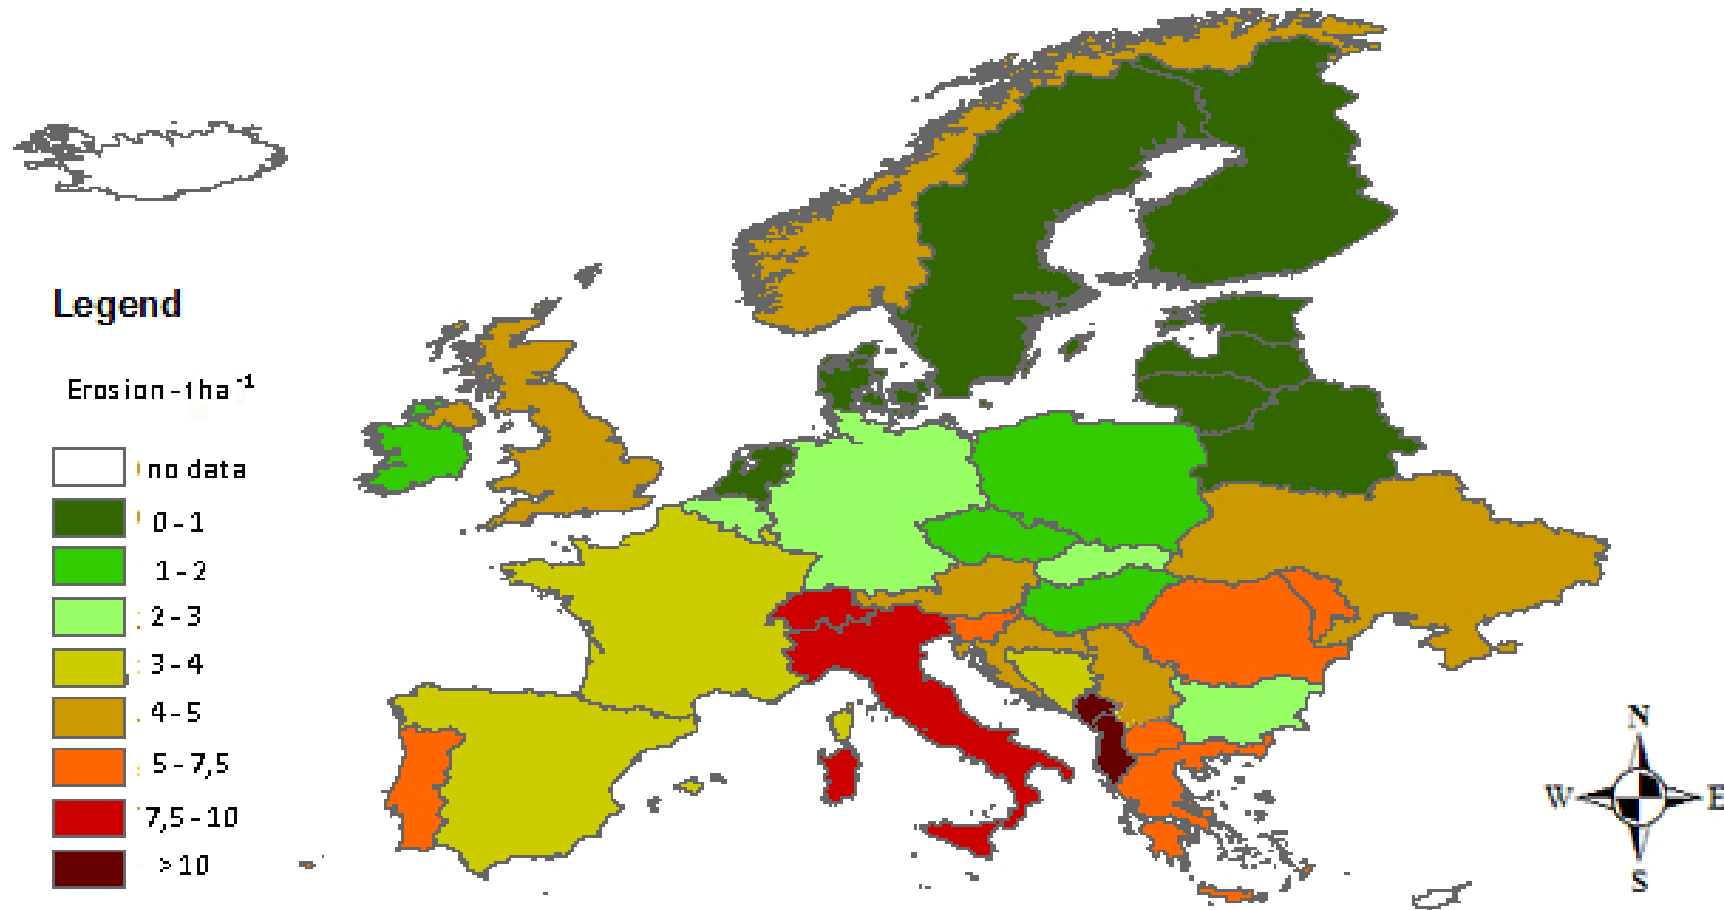 Legend
Erosion-tha⁻¹
no data
0-1
1-2
2-3
3-4
4-5
5-7,5
7,5-10
>10
N
W E
S